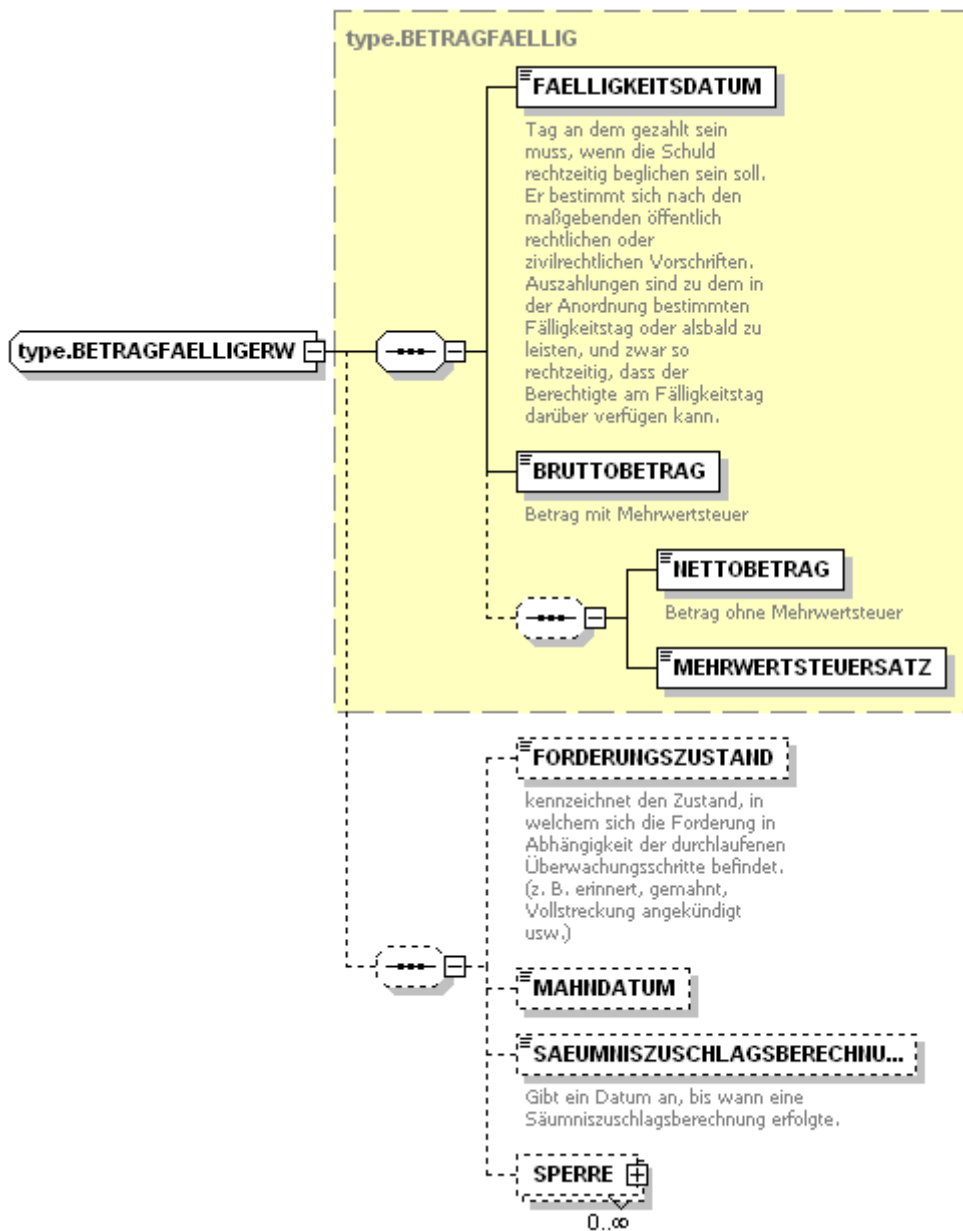 type.BETRAGFAELLIG
FAELLIGKEITSDATUM
Tag an dem gezahlt sein
muss, wenn die Schuld
rechtzeitig beglichen sein soll.
Er bestimmt sich nach den
maßgebenden öffentlich
rechtlichen oder
zivilrechtlichen Vorschriften.
Auszahlungen sind zu dem in
der Anordnung bestimmten
Fälligkeitstag oder alsbald zu
leisten, und zwar so
rechtzeitig, dass der
Berechtigte am Fälligkeitstag
darüber verfügen kann.
type.BETRAGFAELLIGERW
BRUTTOBETRAG
Betrag mit Mehrwertsteuer
NETTOBETRAG
Betrag ohne Mehrwertsteuer
MEHRWERTSTEUERSATZ
FORDERUNGSZUSTAND
kennzeichnet den Zustand, in
welchem sich die Forderung in
Abhängigkeit der durchlaufenen
Überwachungsschritte befindet.
(z. B. erinnert, gemahnt,
Vollstreckung angekündigt
usw.)
MAHNDATUM
SAEUMNISZUSCHLAGSBERECHNU...
Gibt ein Datum an, bis wann eine
Säumniszuschlagsberechnung erfolgte.
SPERRE
0..∞